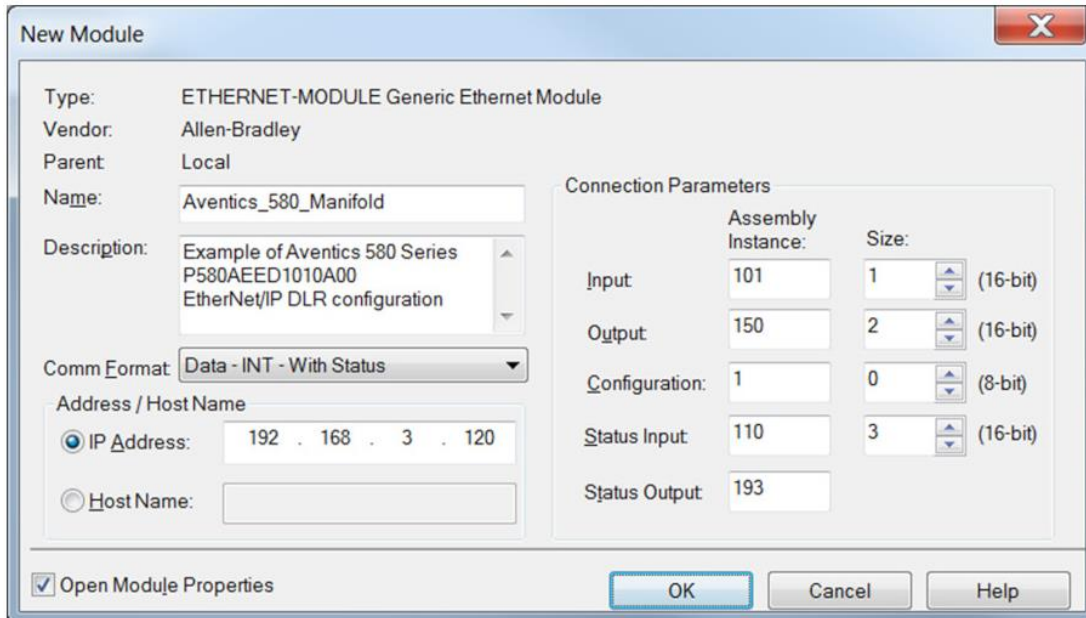 New Module
Type: ETHERNET-MODULE Generic Ethernet Module
Vendor: Allen-Bradley
Parent: Local
Name: Aventics_580_Manifold
Description: Example of Aventics 580 Series
P580AEED1010A00
EtherNet/IP DLR configuration
Comm Format: Data - INT - With Status
Address / Host Name
IP Address: 192 . 168 . 3 . 120
Host Name:
Connection Parameters
Assembly
Instance: Size:
Input: 101 1 (16-bit)
Output: 150 2 (16-bit)
Configuration: 1 0 (8-bit)
Status Input: 110 3 (16-bit)
Status Output: 193
Open Module Properties
OK Cancel Help